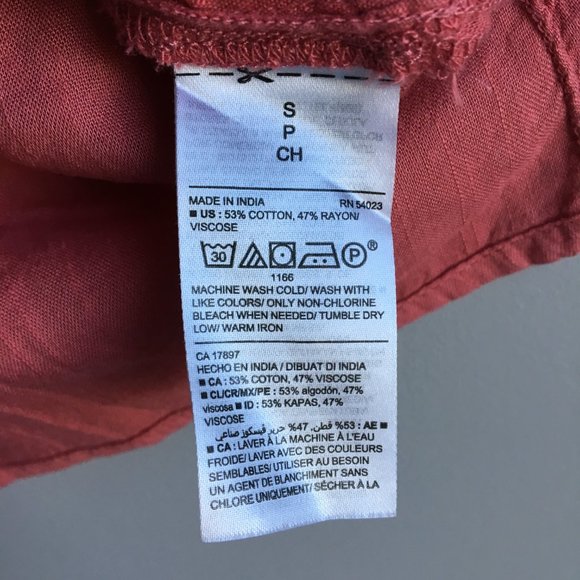 S
P
CH
MADE IN INDIA RN 54023
■ US : 53% COTTON, 47% RAYON/
VISCOSE
30 P ®
1166
MACHINE WASH COLD/ WASH WITH
LIKE COLORS/ ONLY NON-CHLORINE
BLEACH WHEN NEEDED/ TUMBLE DRY
LOW/ WARM IRON
CA 17897
HECHO EN INDIA / DIBUAT DI INDIA
■ CA : 53% COTON, 47% VISCOSE
■ CL/CR/MX/PE : 53% algodón, 47%
viscosa ■ ID : 53% KAPAS, 47%
VISCOSE
■ AE : 53% قطن, 47% حرير فيسكوز صناعي
■ CA : LAVER À LA MACHINE À L'EAU
FROIDE/ LAVER AVEC DES COULEURS
SEMBLABLES/ UTILISER AU BESOIN
UN AGENT DE BLANCHIMENT SANS
CHLORE UNIQUEMENT/ SÉCHER À LA